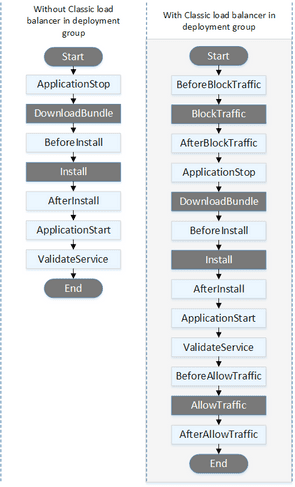 Without Classic load
balancer in deployment
group
Start
ApplicationStop
DownloadBundle
BeforeInstall
Install
AfterInstall
ApplicationStart
ValidateService
End
With Classic load balancer in
deployment group
Start
BeforeBlockTraffic
BlockTraffic
AfterBlockTraffic
ApplicationStop
DownloadBundle
BeforeInstall
Install
AfterInstall
ApplicationStart
ValidateService
BeforeAllowTraffic
AllowTraffic
AfterAllowTraffic
End